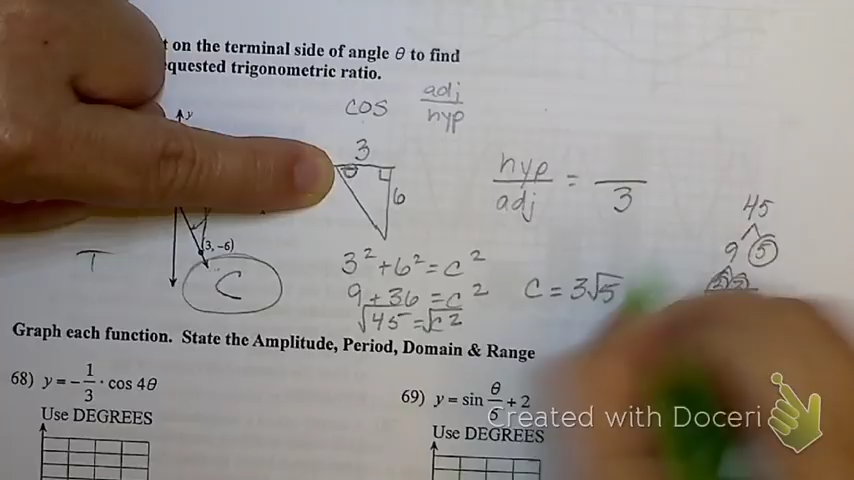 on the terminal side of angle θ to find
quested trigonometric ratio.
cos adj/hyp
y
3
θ
6
hyp/adj = __/3
45
9 5
(3, -6)
T
C
3² + 6² = c²
9 + 36 = c²
√45 = √c²
c = 3√5
Graph each function. State the Amplitude, Period, Domain & Range
68) y = -1/3 · cos 4θ
Use DEGREES
69) y = sin θ/6 + 2
Use DEGREES
Created with Doceri